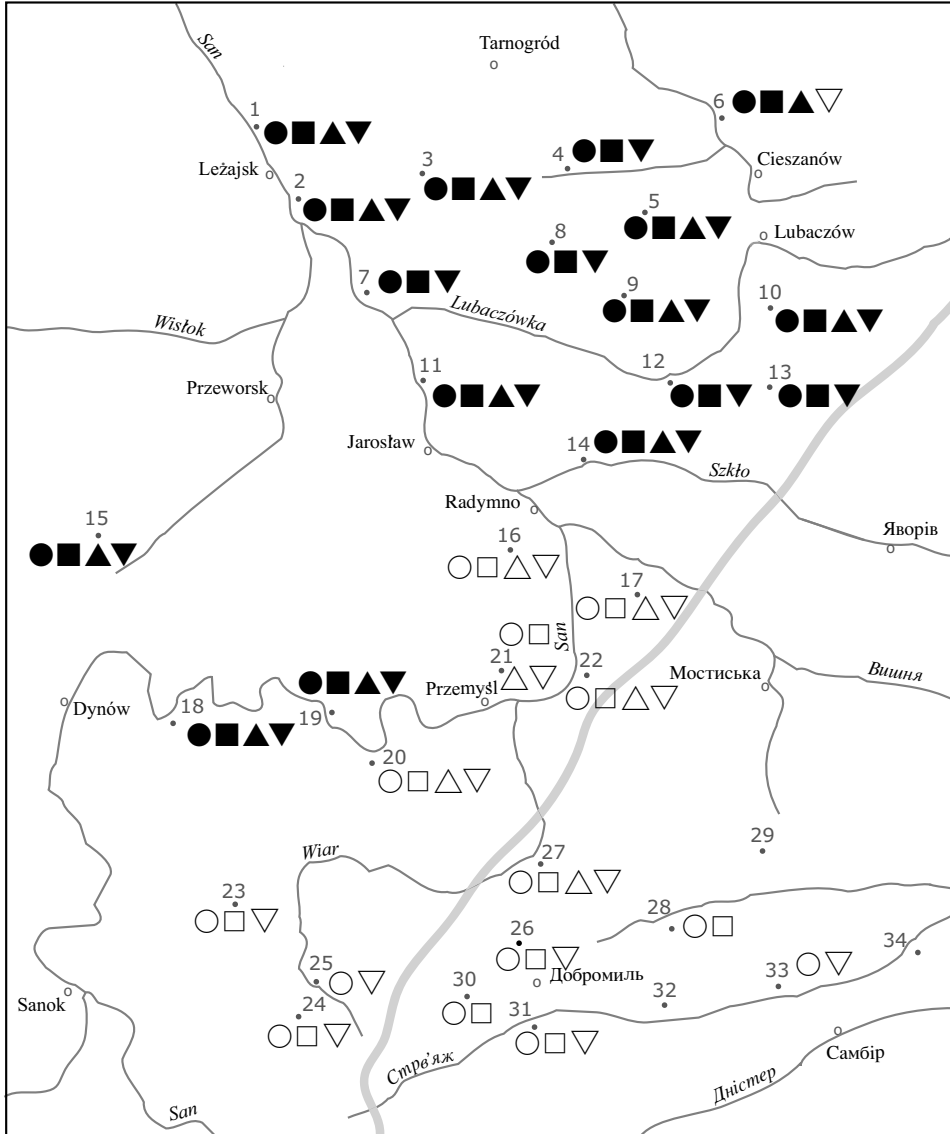 San
Tarnogród
6
1
3
4
Leżajsk
Cieszanów
2
5
8
Lubaczów
7
9
10
Lubaczówka
Wisłok
11
12
13
Przeworsk
14
Jarosław
Szkło
Radymno
15
16
Яворів
17
San
21
22
Мостиська
Вишня
Przemyśl
Dynów
18
19
20
29
Wiar
27
23
28
26
34
25
Добромиль
33
Sanok
30
32
24
31
Самбір
Стрв'яж
Дністер
San